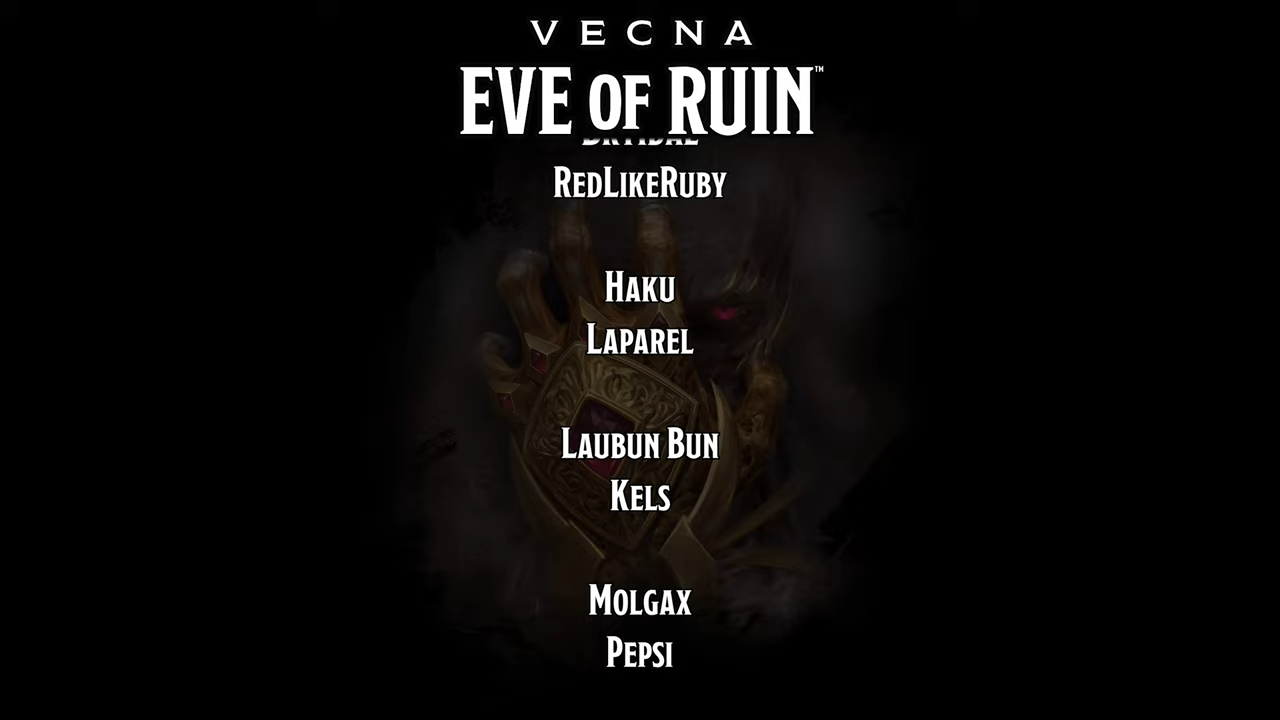 VECNA
EVE OF RUIN™
REDLIKERUBY
HAKU
LAPAREL
LAUBUN BUN
KELS
MOLGAX
PEPSI